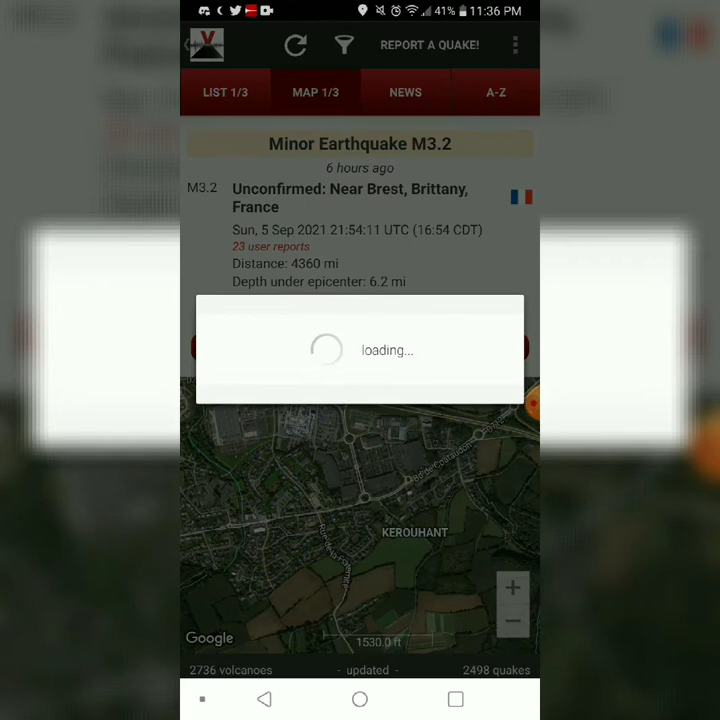 41% 11:36 PM
V REPORT A QUAKE!
LIST 1/3 MAP 1/3 NEWS A-Z
Minor Earthquake M3.2
6 hours ago
M3.2 Unconfirmed: Near Brest, Brittany,
France
Sun, 5 Sep 2021 21:54:11 UTC (16:54 CDT)
23 user reports
Distance: 4360 mi
Depth under epicenter: 6.2 mi
loading...
Bd de Coataudon
KEROUHANT
Google
1530.0 ft
+
−
2736 volcanoes - updated - 2498 quakes